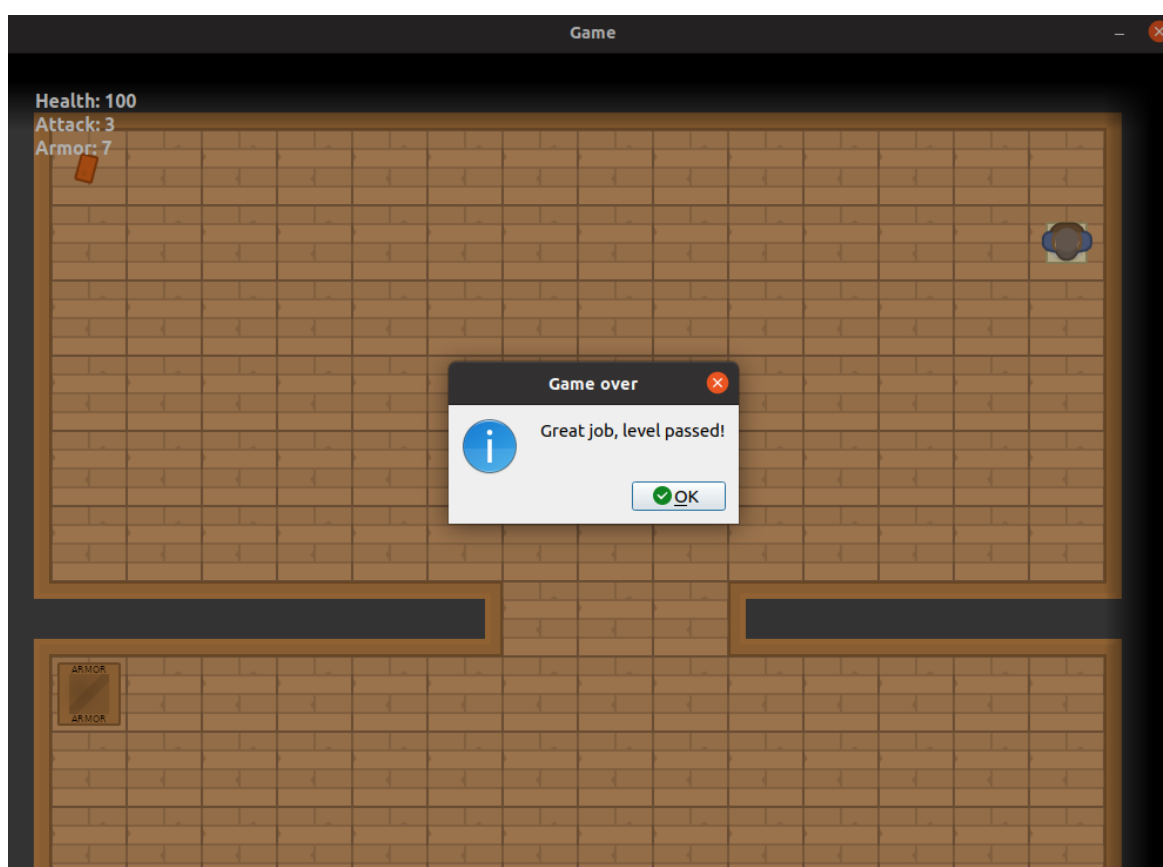 Game
Health: 100
Attack: 3
Armor: 7
Game over
Great job, level passed!
OK
ARMOR
ARMOR